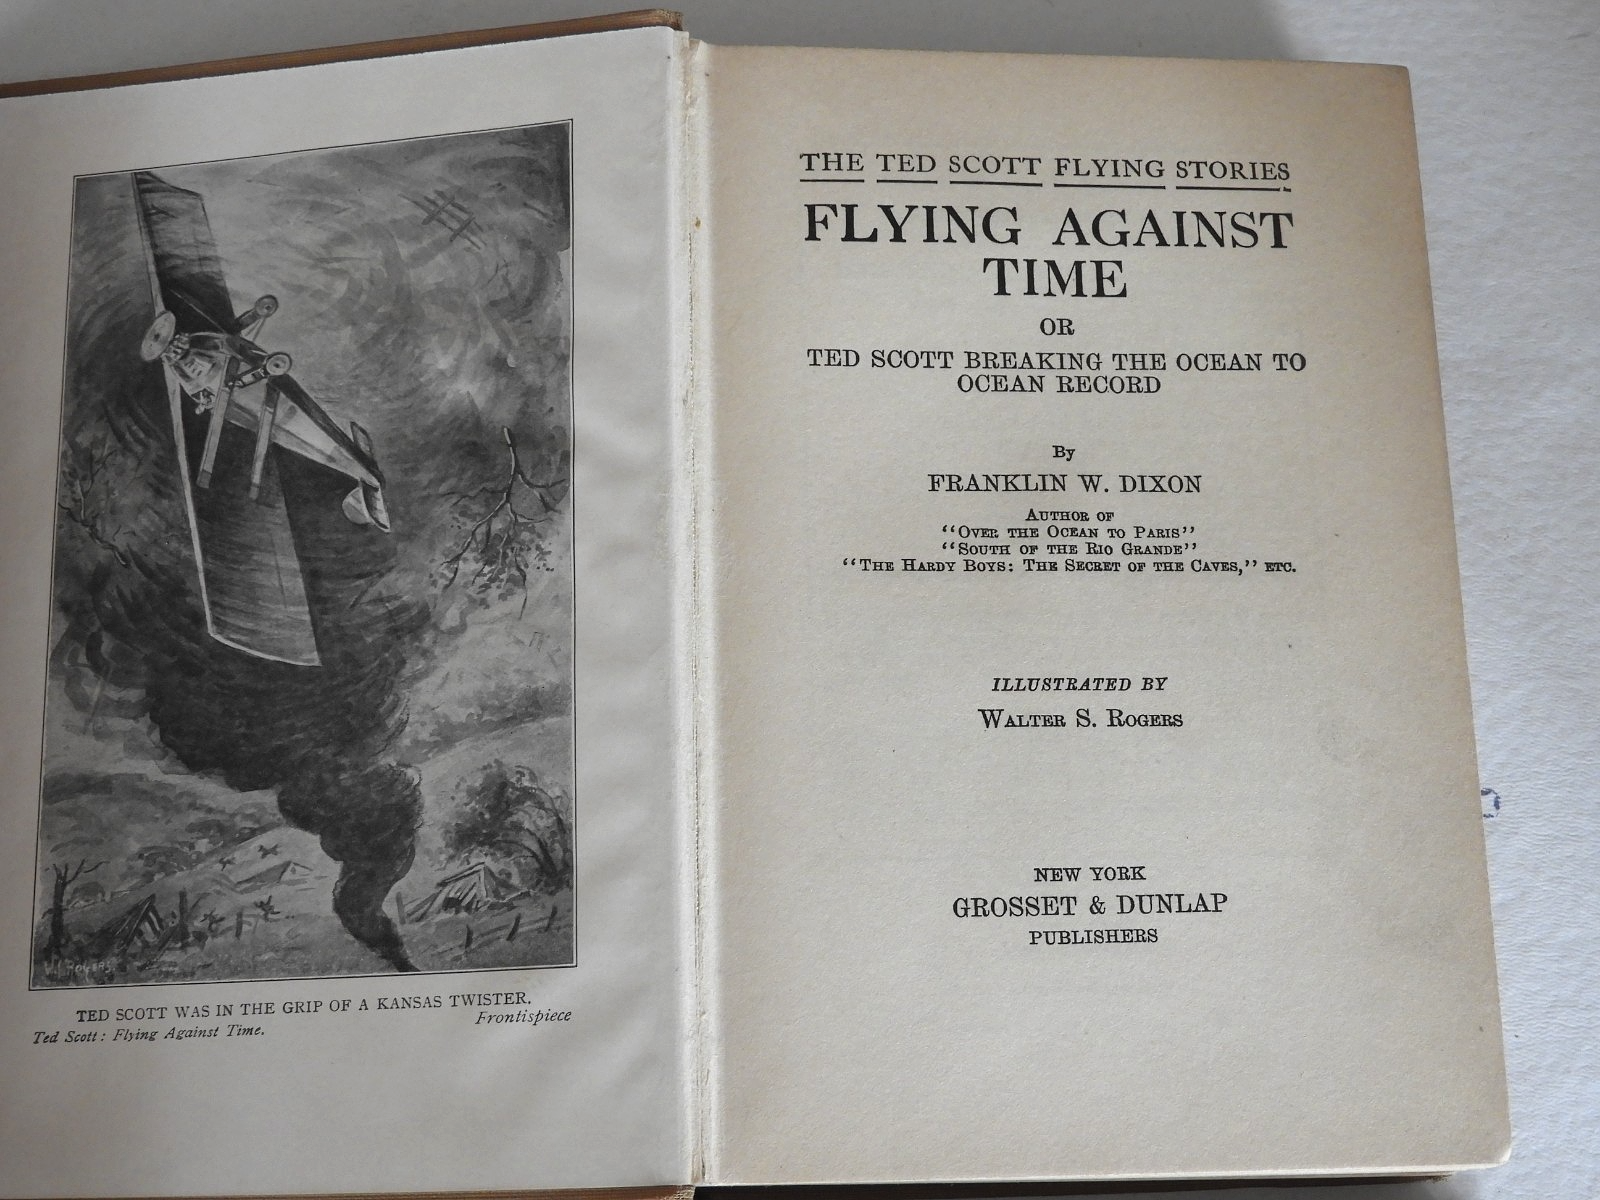 W. Rogers.
TED SCOTT WAS IN THE GRIP OF A KANSAS TWISTER.
Frontispiece
Ted Scott: Flying Against Time.
THE TED SCOTT FLYING STORIES
FLYING AGAINST
TIME
OR
TED SCOTT BREAKING THE OCEAN TO
OCEAN RECORD
By
FRANKLIN W. DIXON
AUTHOR OF
"OVER THE OCEAN TO PARIS"
"SOUTH OF THE RIO GRANDE"
"THE HARDY BOYS: THE SECRET OF THE CAVES," ETC.
ILLUSTRATED BY
WALTER S. ROGERS
NEW YORK
GROSSET & DUNLAP
PUBLISHERS